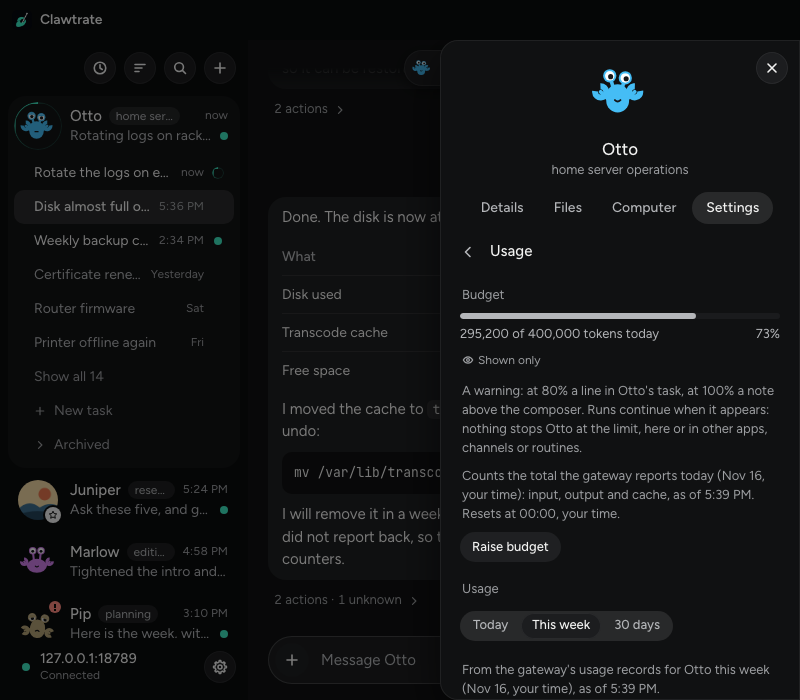 Clawtrate
Otto
home ser...
now
Rotating logs on rack...
Rotate the logs on e...
now
Disk almost full o...
5:36 PM
Weekly backup c...
2:34 PM
Certificate rene...
Yesterday
Router firmware
Sat
Printer offline again
Fri
Show all 14
New task
Archived
Juniper
rese...
5:24 PM
Ask these five, and g...
Marlow
editi...
4:58 PM
Tightened the intro and...
Pip
planning
3:10 PM
Here is the week. wit...
127.0.0.1:18789
Connected
2 actions
Done. The disk is now at
What
Disk used
Transcode cache
Free space
I moved the cache to
undo:
mv /var/lib/transco
I will remove it in a week
did not report back, so t
counters.
2 actions · 1 unknown
Message Otto
Otto
home server operations
Details
Files
Computer
Settings
Usage
Budget
295,200 of 400,000 tokens today
73%
Shown only
A warning: at 80% a line in Otto's task, at 100% a note
above the composer. Runs continue when it appears:
nothing stops Otto at the limit, here or in other apps,
channels or routines.
Counts the total the gateway reports today (Nov 16,
your time): input, output and cache, as of 5:39 PM.
Resets at 00:00, your time.
Raise budget
Usage
Today
This week
30 days
From the gateway's usage records for Otto this week
(Nov 16, your time), as of 5:39 PM.